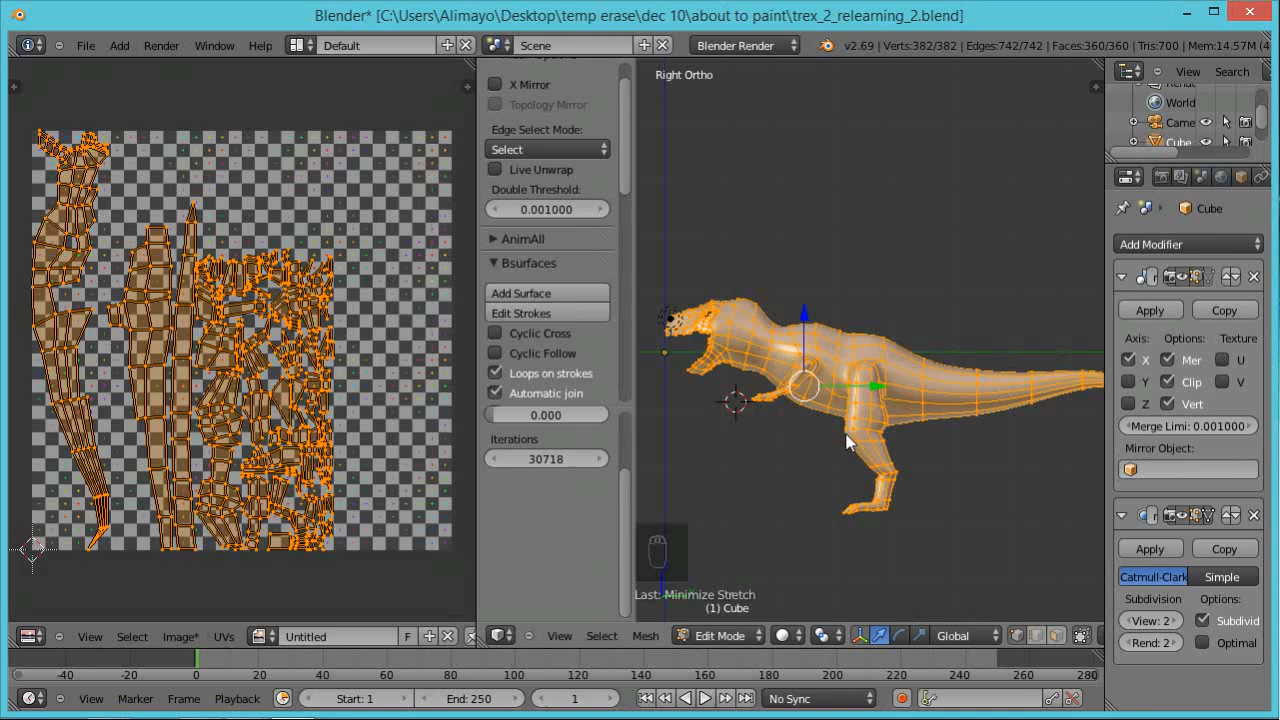 Blender* [C:\Users\Alimayo\Desktop\temp erase\dec 10\about to paint\trex_2_relearning_2.blend]
File Add Render Window Help Default Scene Blender Render v2.69 | Verts:382/382 | Edges:742/742 | Faces:360/360 | Tris:700 | Mem:14.57M (4
X Mirror
Topology Mirror
Edge Select Mode:
Select
Live Unwrap
Double Threshold:
0.001000
AnimAll
Bsurfaces
Add Surface
Edit Strokes
Cyclic Cross
Cyclic Follow
Loops on strokes
Automatic join
0.000
Iterations
30718
Right Ortho
Last: Minimize Stretch
(1) Cube
View Search
World
Came
Cube
Cube
Add Modifier
Apply Copy
Axis: Options: Texture
X Mer U
Y Clip V
Z Vert
Merge Limi: 0.001000
Mirror Object:
Apply Copy
Catmull-Clark Simple
Subdivision Options:
View: 2 Subdivid
Rend: 2 Optimal
View Select Image* UVs Untitled F
View Select Mesh Edit Mode Global
-40 -20 0 20 40 60 80 100 120 140 160 180 200 220 240 260 280
View Marker Frame Playback Start: 1 End: 250 1 No Sync